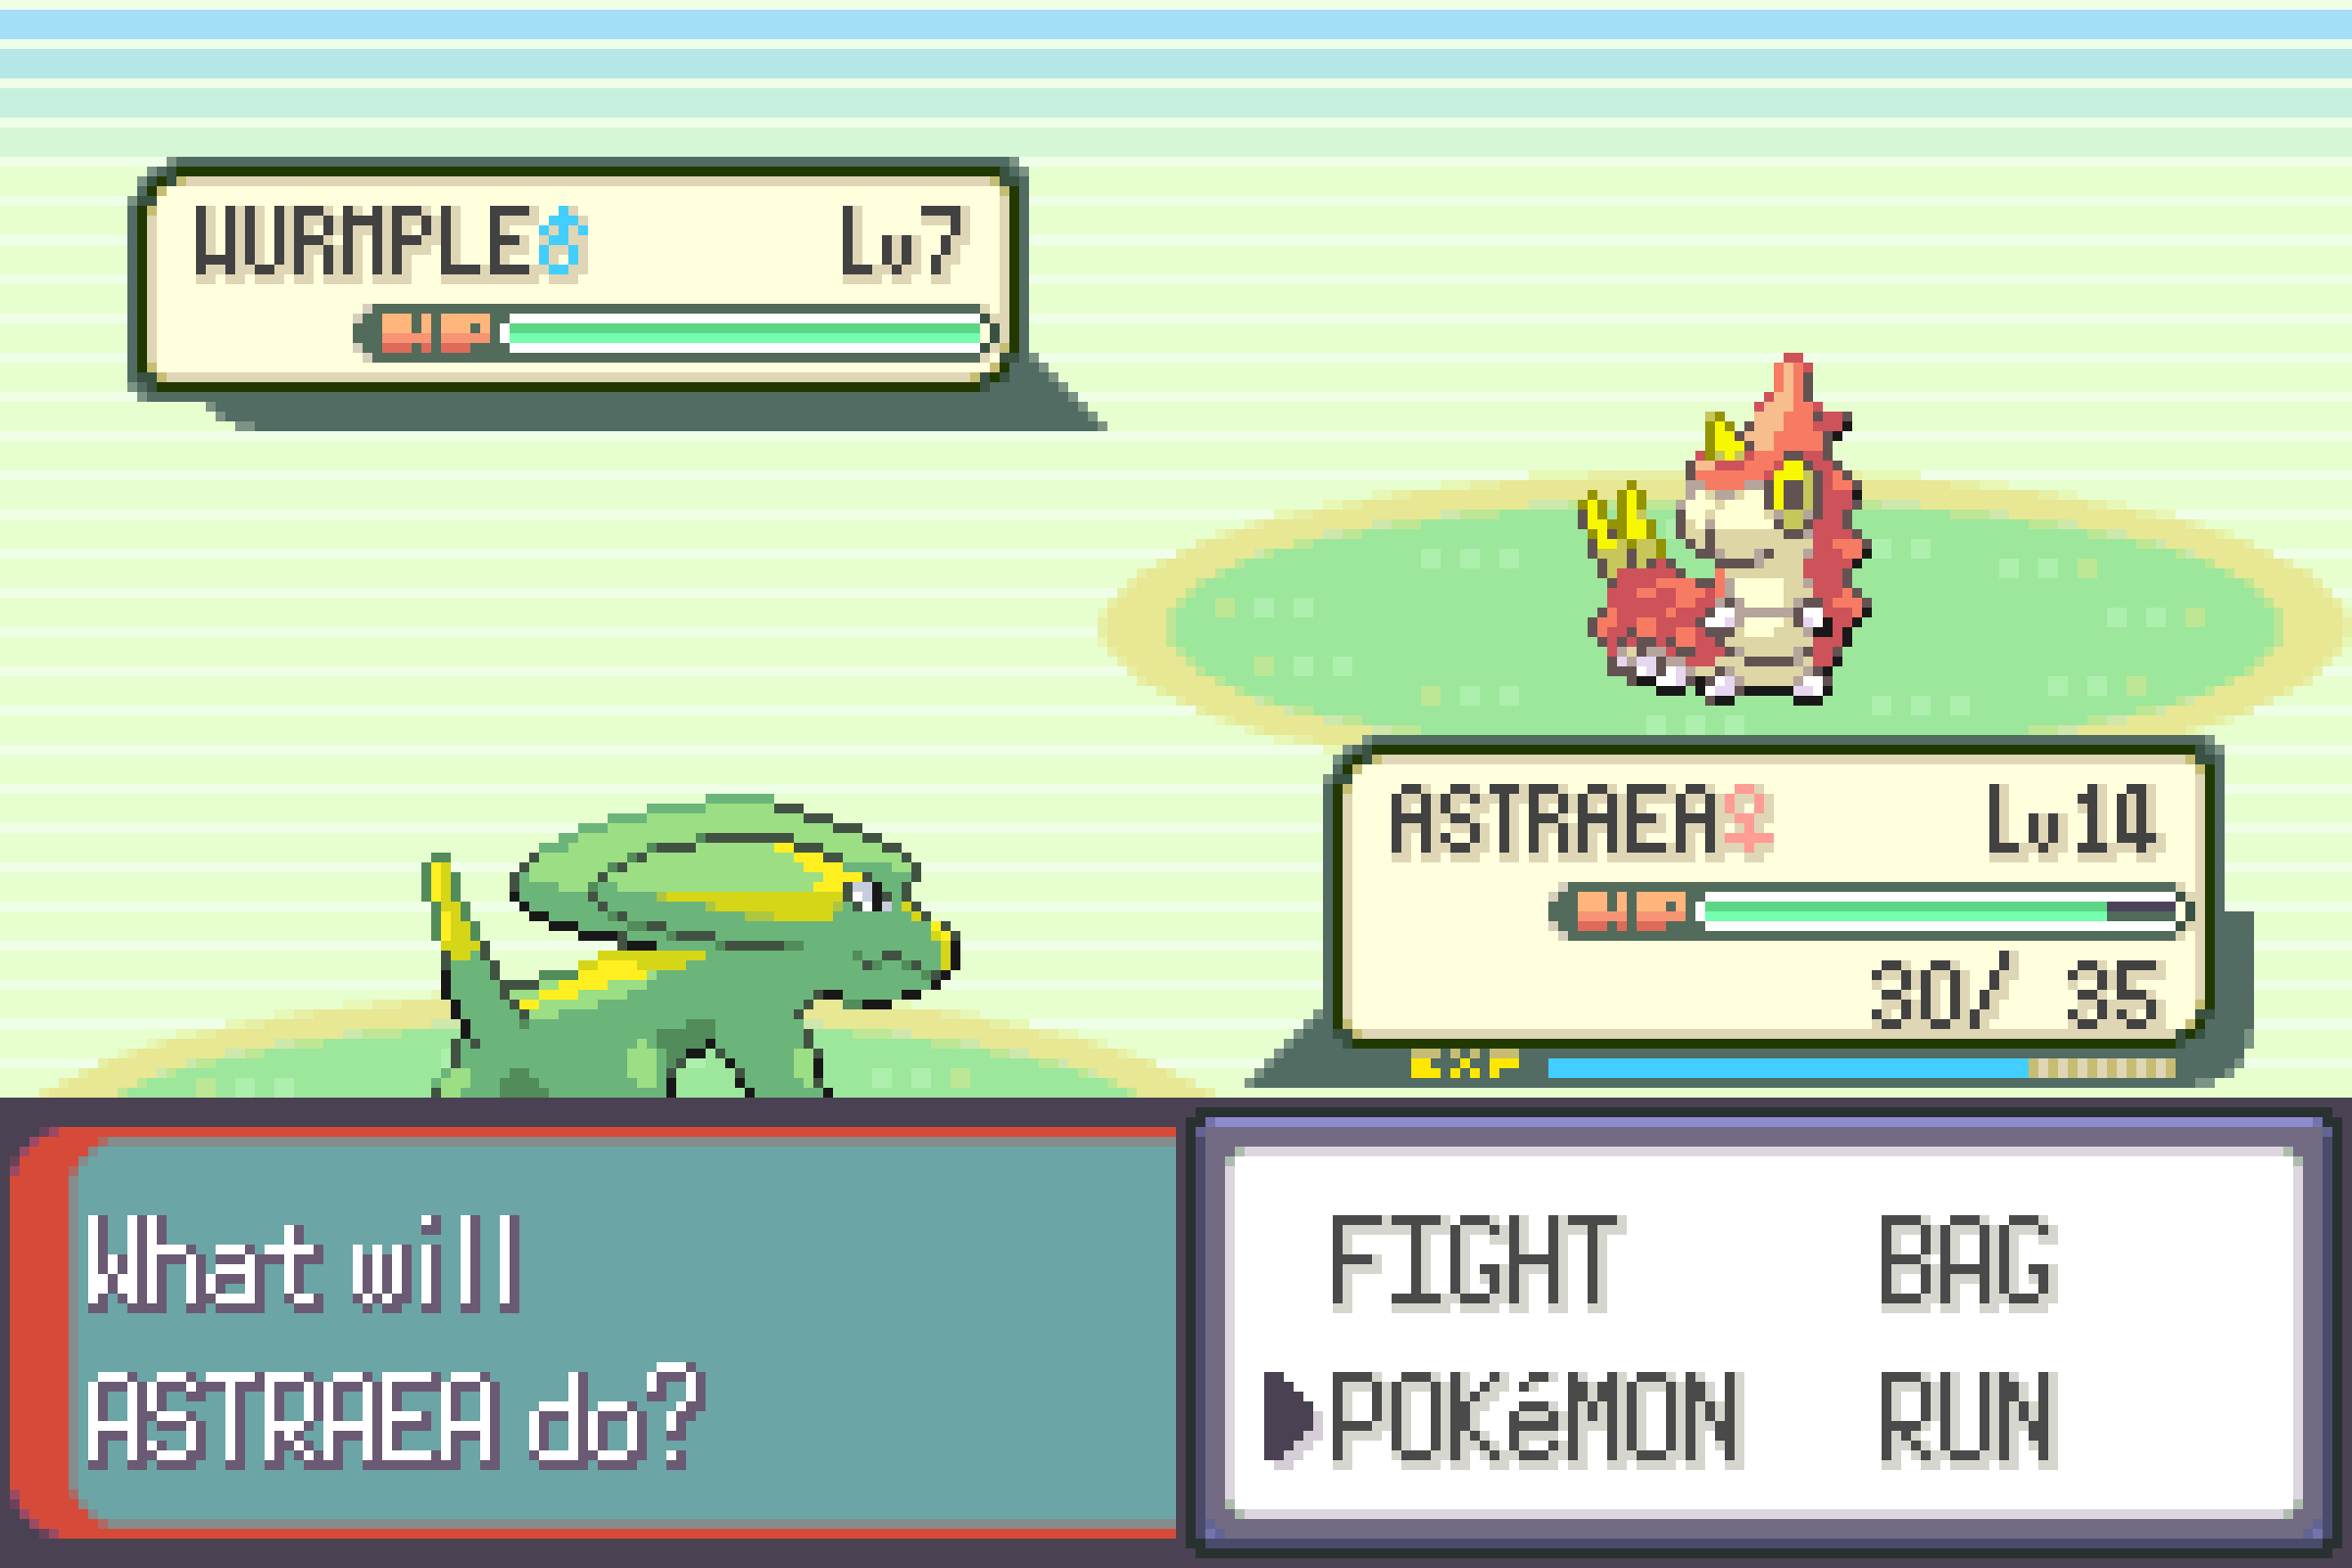 WURMPLE♂ Lv7
HP
ASTRAEA♀ Lv14
HP
30/ 35
EXP
What will
ASTRAEA do?
FIGHT BAG
POKéMON RUN